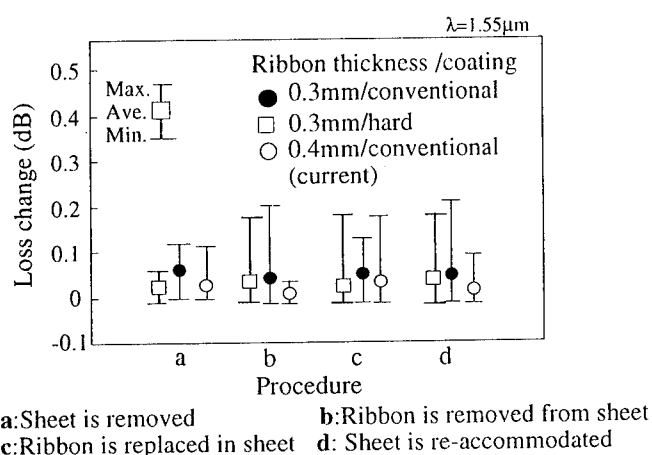 λ=1.55μm
Ribbon thickness /coating
0.3mm/conventional
0.3mm/hard
0.4mm/conventional
(current)
Max.
Ave.
Min.
Loss change (dB)
0.5
0.4
0.3
0.2
0.1
0
-0.1
a b c d
Procedure
a:Sheet is removed b:Ribbon is removed from sheet
c:Ribbon is replaced in sheet d: Sheet is re-accommodated